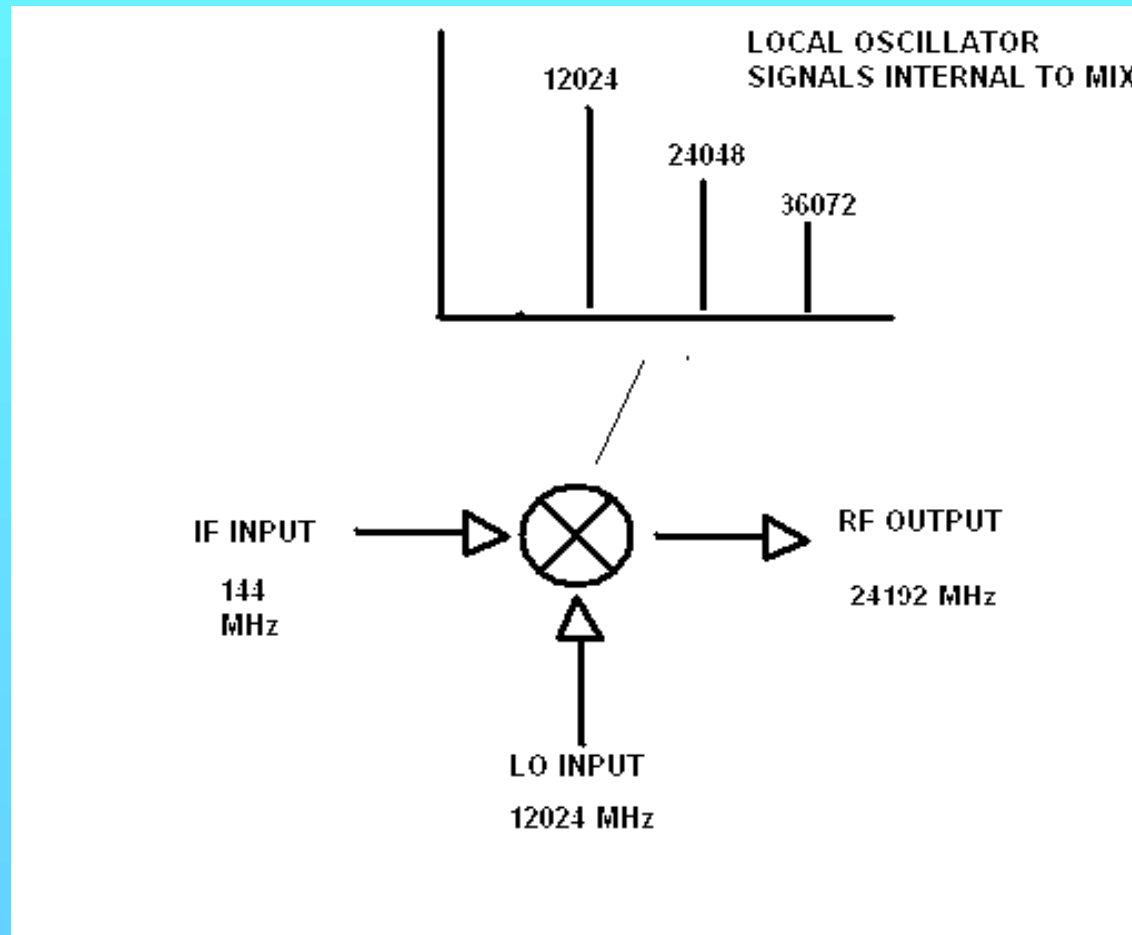 LOCAL OSCILLATOR
SIGNALS INTERNAL TO MIX
12024
24048
36072
IF INPUT
144
MHz
RF OUTPUT
24192 MHz
LO INPUT
12024 MHz